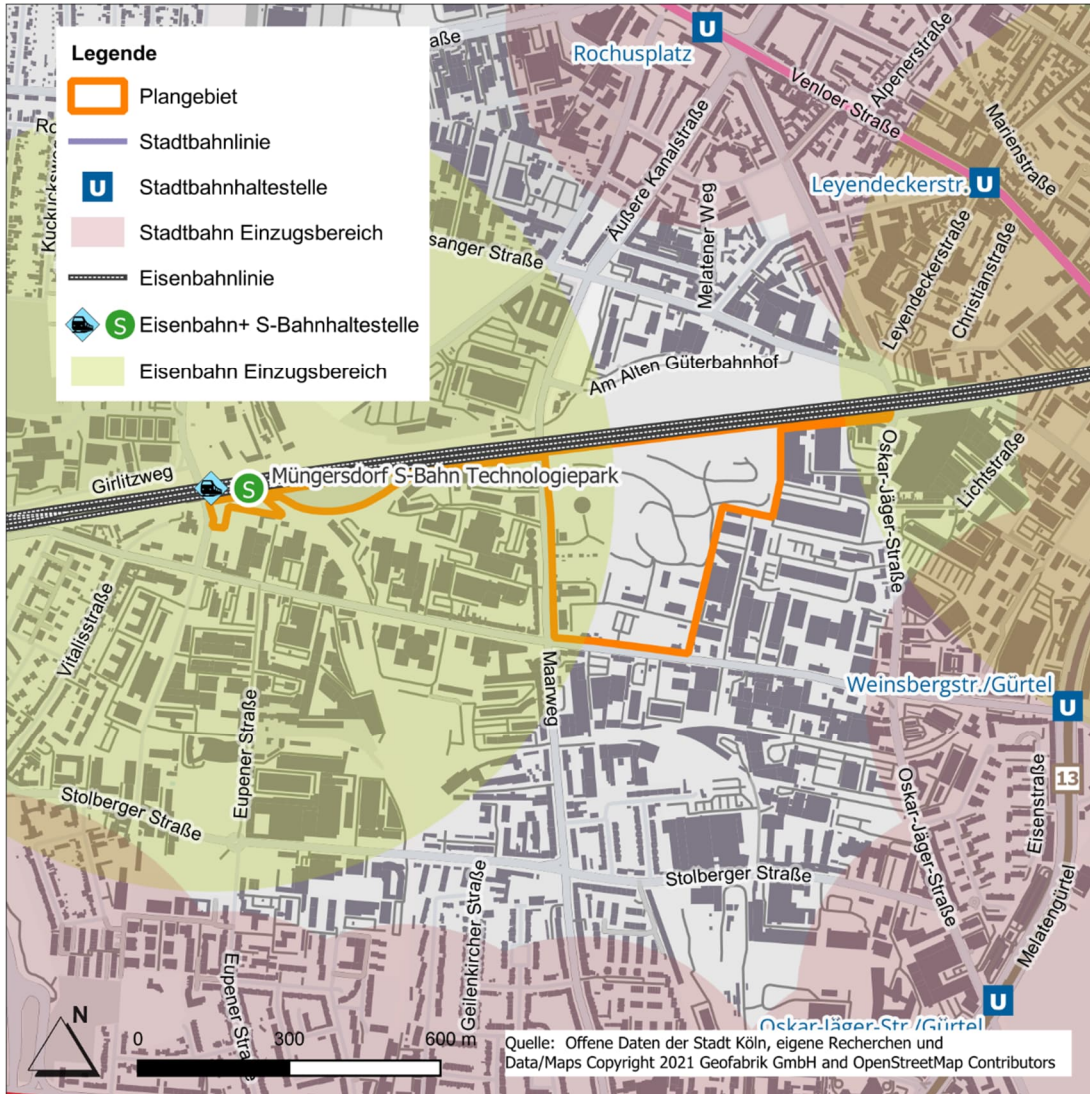 Legende
Plangebiet
Stadtbahnlinie
U
Stadtbahnhaltestelle
Stadtbahn Einzugsbereich
Eisenbahnlinie
S
Eisenbahn+ S-Bahnhaltestelle
Eisenbahn Einzugsbereich
raße
Ro
Kuckucksweg
sanger Straße
U
Rochusplatz
Venloer Straße
Alpenerstraße
Marienstraße
Äußere Kanalstraße
Melatener Weg
Leyendeckerstr.
U
Leyendeckerstraße
Christianstraße
Am Alten Güterbahnhof
Girlitzweg
S
Müngersdorf S-Bahn Technologiepark
Oskar-Jäger-Straße
Lichtstraße
Vitalisstraße
Eupener Straße
Maarweg
Weinsbergstr./Gürtel
U
13
Eisenstraße
Oskar-Jäger-Straße
Stolberger Straße
Stolberger Straße
Geilenkircher Straße
Melatengürtel
Eupener Straße
U
Oskar-Jäger-Str./Gürtel
N
0 300 600 m
Quelle: Offene Daten der Stadt Köln, eigene Recherchen und
Data/Maps Copyright 2021 Geofabrik GmbH and OpenStreetMap Contributors